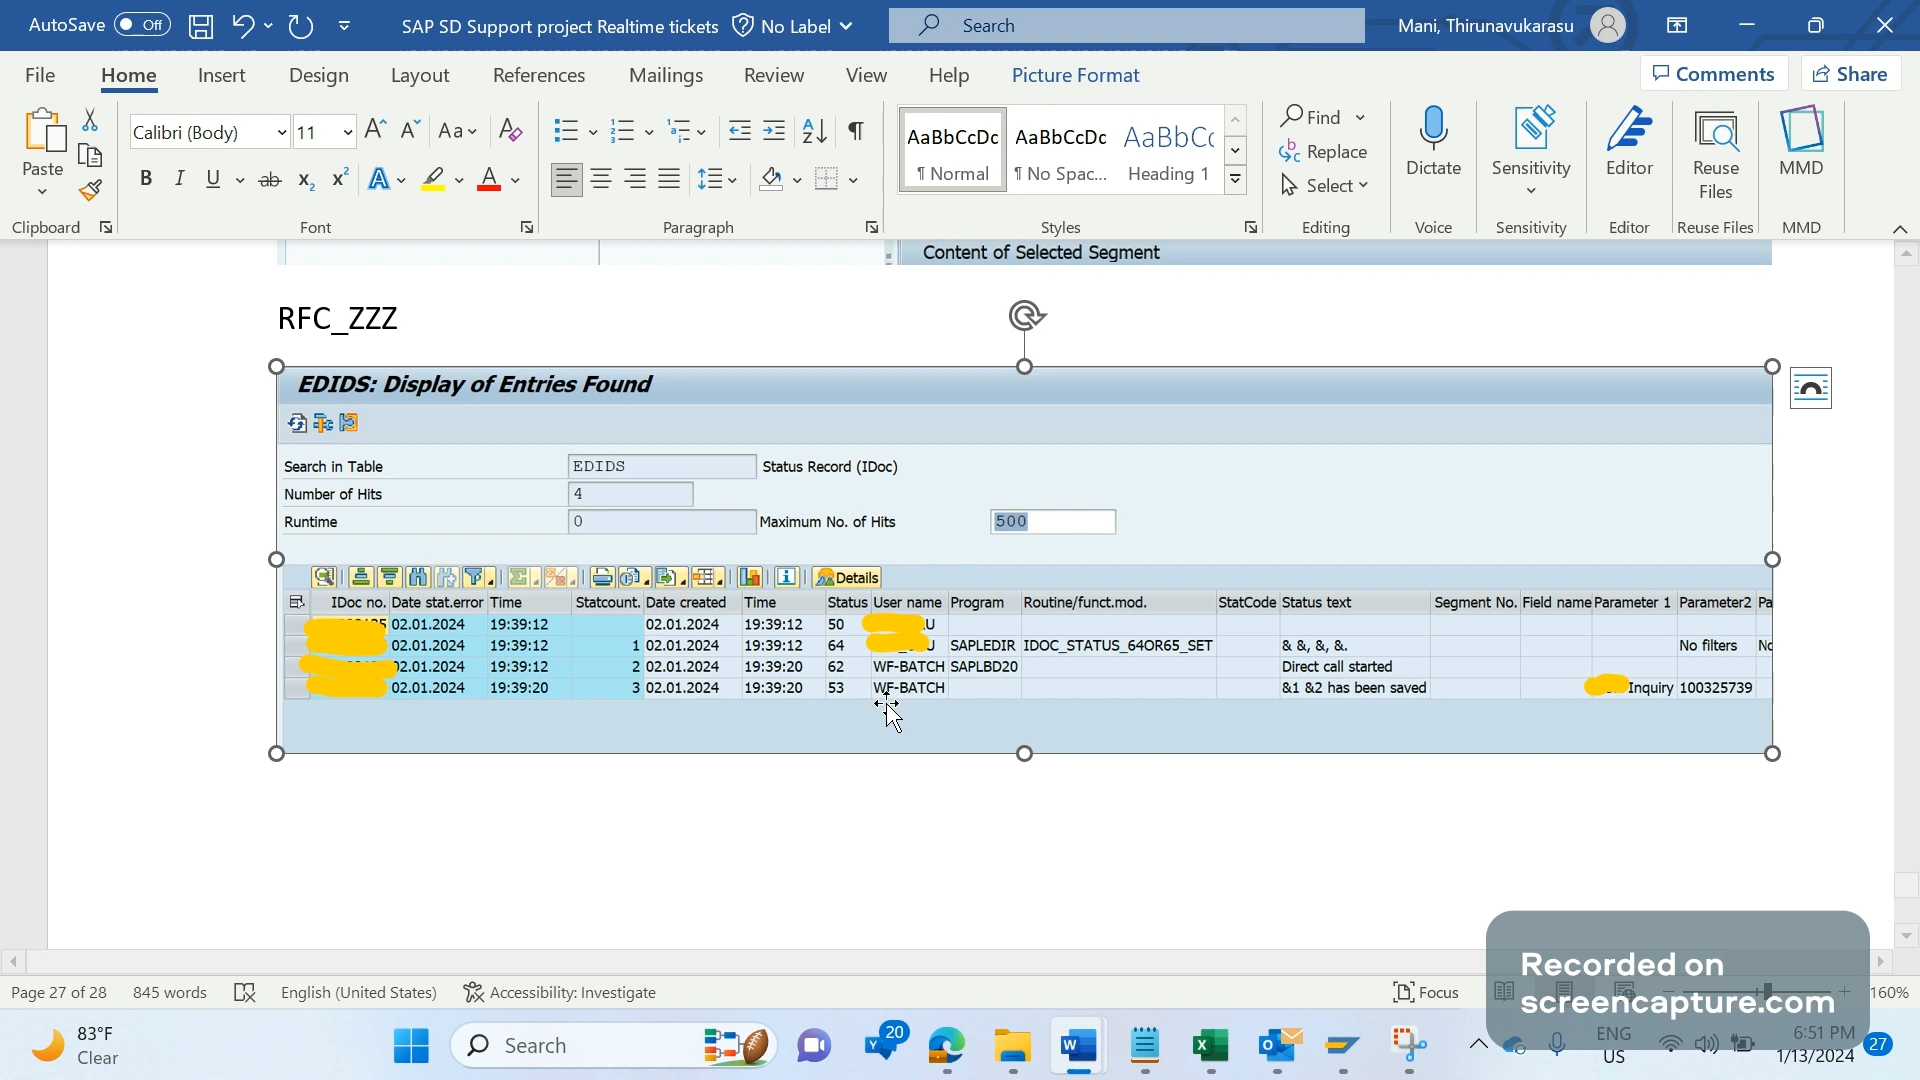 AutoSave Off SAP SD Support project Realtime tickets No Label Search Mani, Thirunavukarasu
File Home Insert Design Layout References Mailings Review View Help Picture Format Comments Share
Paste Calibri (Body) 11 Aa AaBbCcDc AaBbCcDc AaBbCc Find Replace Select Dictate Sensitivity Editor Reuse Files MMD
B I U ab x₂ x² A A ¶ Normal ¶ No Spac... Heading 1
Clipboard Font Paragraph Styles Editing Voice Sensitivity Editor Reuse Files MMD
Content of Selected Segment
RFC_ZZZ
EDIDS: Display of Entries Found
Search in Table EDIDS Status Record (IDoc)
Number of Hits 4
Runtime 0 Maximum No. of Hits 500
Details
IDoc no. Date stat.error Time Statcount. Date created Time Status User name Program Routine/funct.mod. StatCode Status text Segment No. Field name Parameter 1 Parameter2 Pa
02.01.2024 19:39:12 02.01.2024 19:39:12 50 U
02.01.2024 19:39:12 1 02.01.2024 19:39:12 64 U SAPLEDIR IDOC_STATUS_64OR65_SET & &, &, &. No filters No
02.01.2024 19:39:12 2 02.01.2024 19:39:20 62 WF-BATCH SAPLBD20 Direct call started
02.01.2024 19:39:20 3 02.01.2024 19:39:20 53 WF-BATCH &1 &2 has been saved Inquiry 100325739
Recorded on
screencapture.com
Page 27 of 28 845 words English (United States) Accessibility: Investigate Focus 160%
83°F
Clear
Search 20 ENG
US
6:51 PM
1/13/2024 27